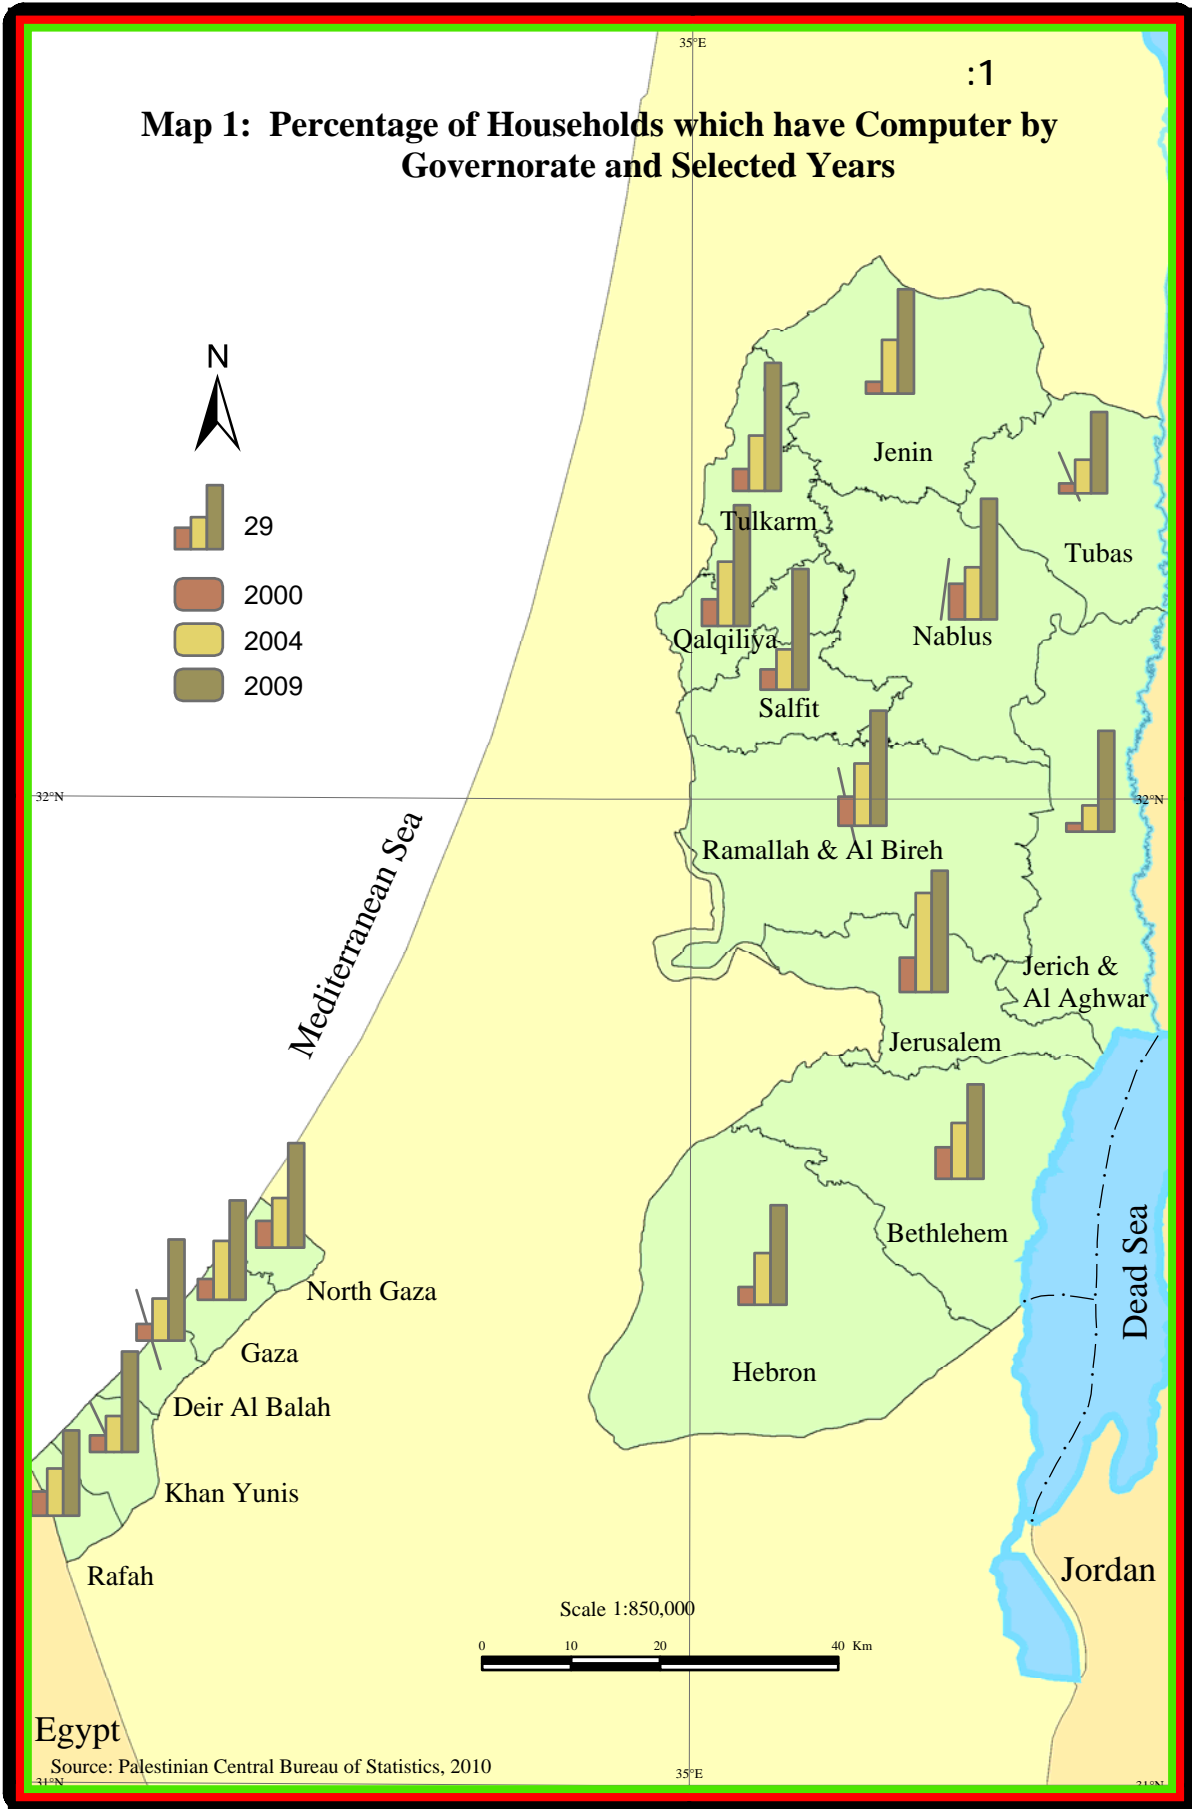 35°E
:1
Map 1:  Percentage of Households which have Computer by
Governorate and Selected Years
N
29
2000
2004
2009
Jenin
Tulkarm
Tubas
Qalqiliya
Nablus
Salfit
32°N
32°N
Mediterranean Sea
Ramallah & Al Bireh
Jerich &
Al Aghwar
Jerusalem
Bethlehem
Dead Sea
North Gaza
Gaza
Hebron
Deir Al Balah
Khan Yunis
Rafah
Jordan
Scale 1:850,000
0 10 20 40 Km
Egypt
Source: Palestinian Central Bureau of Statistics, 2010
35°E
31°N
31°N